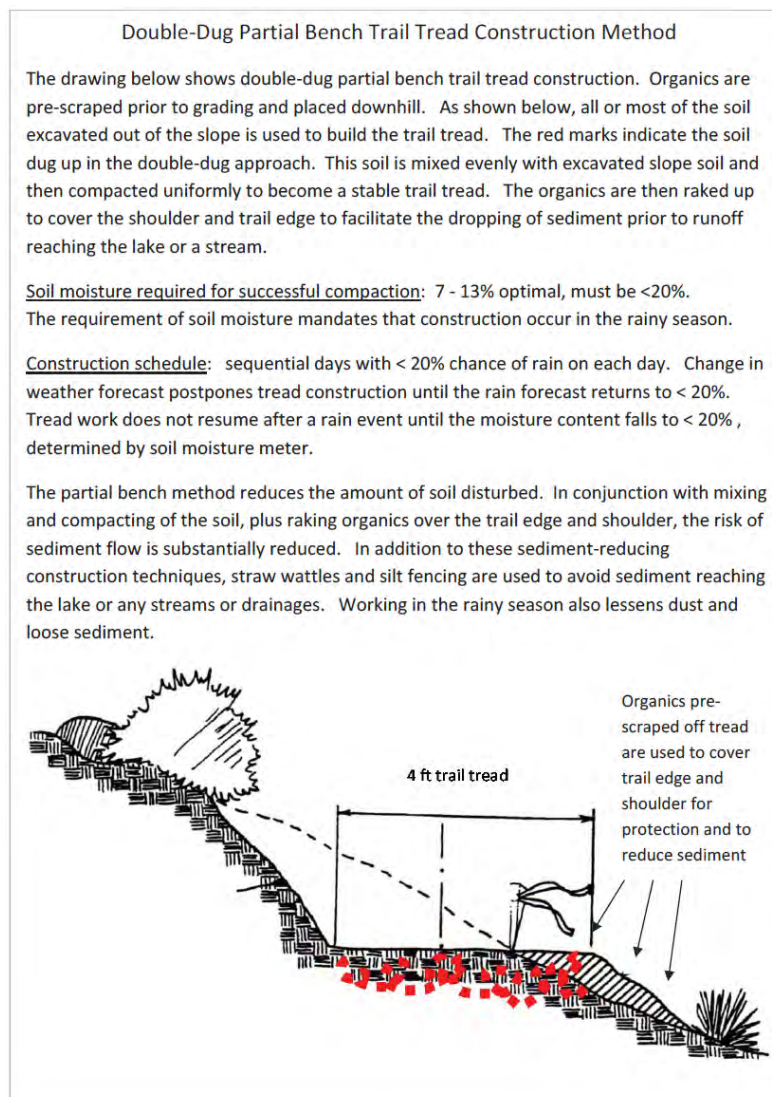 Double-Dug Partial Bench Trail Tread Construction Method
The drawing below shows double-dug partial bench trail tread construction.  Organics are
pre-scraped prior to grading and placed downhill.   As shown below, all or most of the soil
excavated out of the slope is used to build the trail tread.   The red marks indicate the soil
dug up in the double-dug approach.  This soil is mixed evenly with excavated slope soil and
then compacted uniformly to become a stable trail tread.   The organics are then raked up
to cover the shoulder and trail edge to facilitate the dropping of sediment prior to runoff
reaching the lake or a stream.
Soil moisture required for successful compaction:  7 - 13% optimal, must be <20%.
The requirement of soil moisture mandates that construction occur in the rainy season.
Construction schedule:   sequential days with < 20% chance of rain on each day.   Change in
weather forecast postpones tread construction until the rain forecast returns to < 20%.
Tread work does not resume after a rain event until the moisture content falls to < 20% ,
determined by soil moisture meter.
The partial bench method reduces the amount of soil disturbed.  In conjunction with mixing
and compacting of the soil, plus raking organics over the trail edge and shoulder, the risk of
sediment flow is substantially reduced.   In addition to these sediment-reducing
construction techniques, straw wattles and silt fencing are used to avoid sediment reaching
the lake or any streams or drainages.   Working in the rainy season also lessens dust and
loose sediment.
Organics pre-
scraped off tread
are used to cover
trail edge and
shoulder for
protection and to
reduce sediment
4 ft trail tread